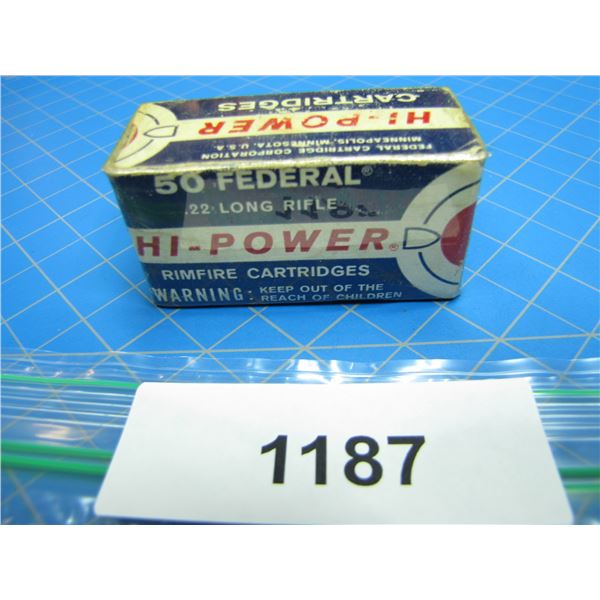 CARTRIDGES
HI-POWER
FEDERAL CARTRIDGE CORPORATION
MINNEAPOLIS, MINNESOTA, U.S.A.
50 FEDERAL®
.22 LONG RIFLE
HI-POWER®
RIMFIRE CARTRIDGES
WARNING: KEEP OUT OF THE
REACH OF CHILDREN
1187